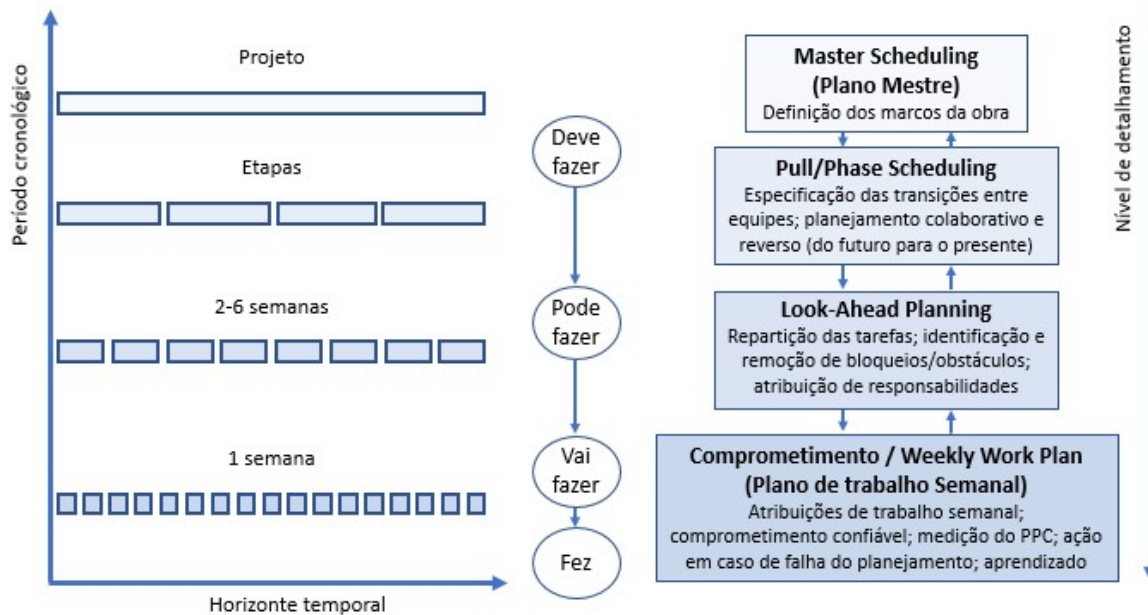 Período cronológico
Projeto
Etapas
2-6 semanas
1 semana
Horizonte temporal
Deve
fazer
Pode
fazer
Vai
fazer
Fez
Master Scheduling
(Plano Mestre)
Definição dos marcos da obra
Pull/Phase Scheduling
Especificação das transições entre
equipes; planejamento colaborativo e
reverso (do futuro para o presente)
Look-Ahead Planning
Repartição das tarefas; identificação e
remoção de bloqueios/obstáculos;
atribuição de responsabilidades
Comprometimento / Weekly Work Plan
(Plano de trabalho Semanal)
Atribuições de trabalho semanal;
comprometimento confiável; medição do PPC; ação
em caso de falha do planejamento; aprendizado
Nível de detalhamento